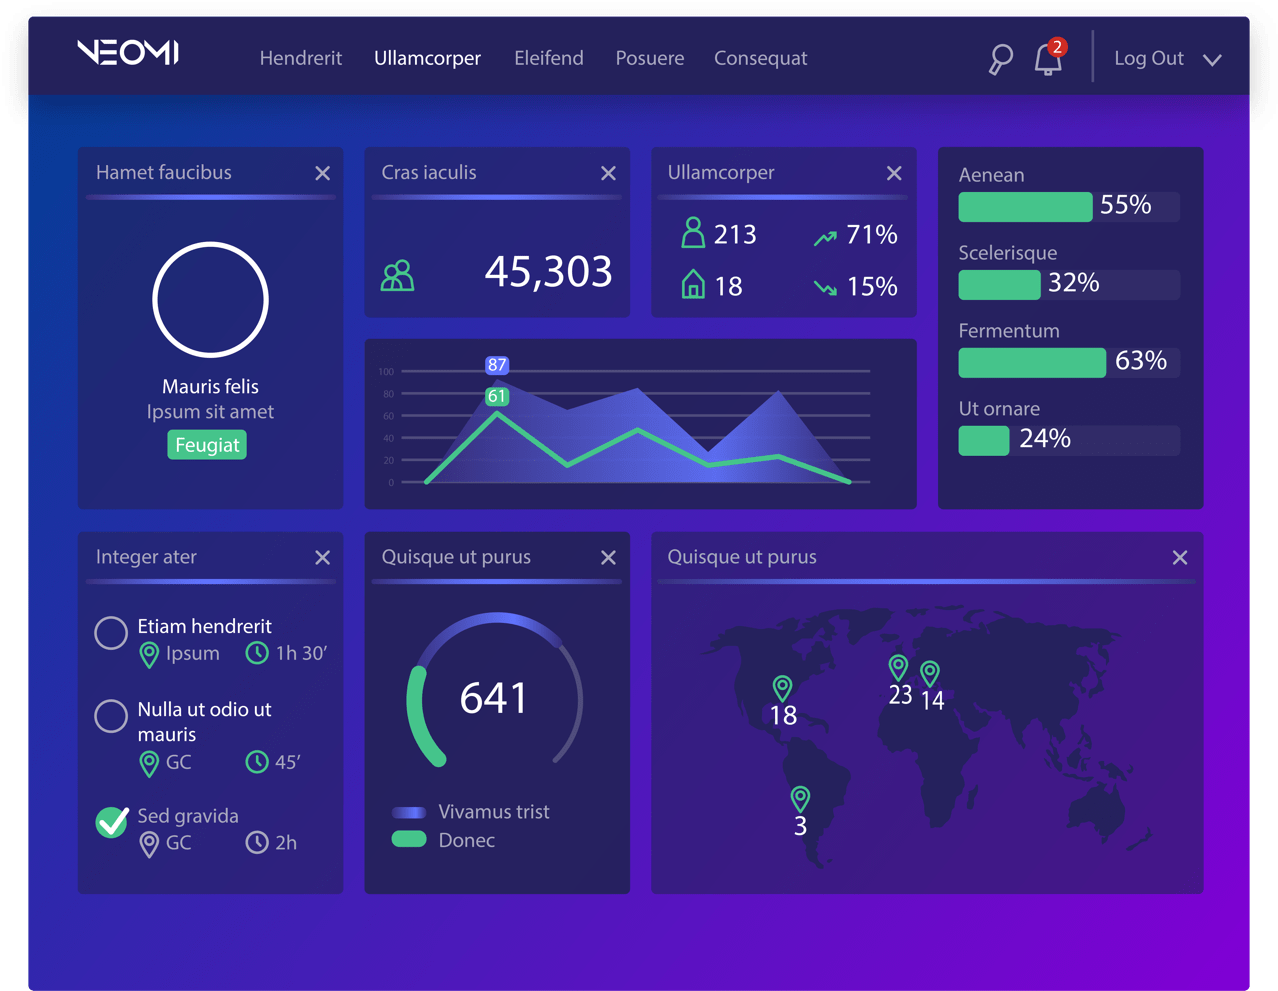 NEOMI
Hendrerit
Ullamcorper
Eleifend
Posuere
Consequat
2
Log Out
Hamet faucibus
Mauris felis
Ipsum sit amet
Feugiat
Cras iaculis
45,303
Ullamcorper
213
71%
18
15%
Aenean
55%
Scelerisque
32%
Fermentum
63%
Ut ornare
24%
87
61
100
80
60
40
20
0
Integer ater
Etiam hendrerit
Ipsum
1h 30’
Nulla ut odio ut
mauris
GC
45’
Sed gravida
GC
2h
Quisque ut purus
641
Vivamus trist
Donec
Quisque ut purus
18
23
14
3